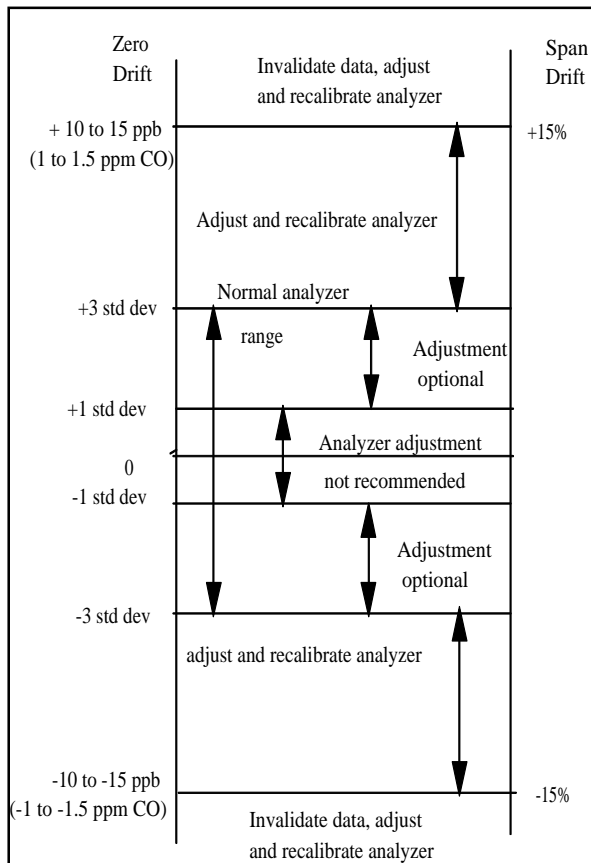 Zero
Drift
Invalidate data, adjust
and recalibrate analyzer
Span
Drift
+ 10 to 15 ppb
(1 to 1.5 ppm CO)
+15%
Adjust and recalibrate analyzer
+3 std dev
Normal analyzer
range
Adjustment
optional
+1 std dev
Analyzer adjustment
0
not recommended
-1 std dev
Adjustment
optional
-3 std dev
adjust and recalibrate analyzer
-10 to -15 ppb
(-1 to -1.5 ppm CO)
-15%
Invalidate data, adjust
and recalibrate analyzer